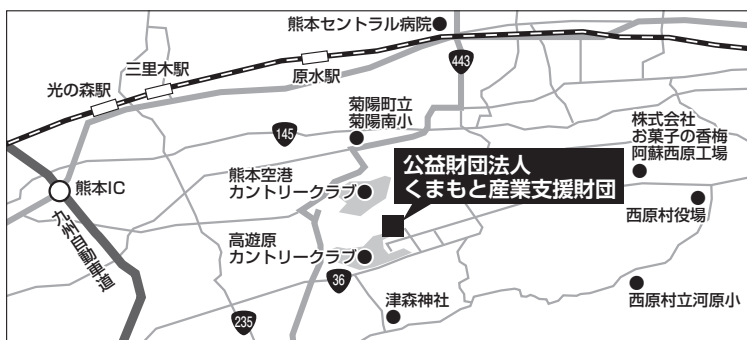 熊本セントラル病院
三里木駅
光の森駅
原水駅
443
菊陽町立
菊陽南小
145
株式会社
お菓子の香梅
阿蘇西原工場
公益財団法人
くまもと産業支援財団
熊本空港
カントリークラブ
熊本IC
九州自動車道
西原村役場
高遊原
カントリークラブ
36
235
津森神社
西原村立河原小